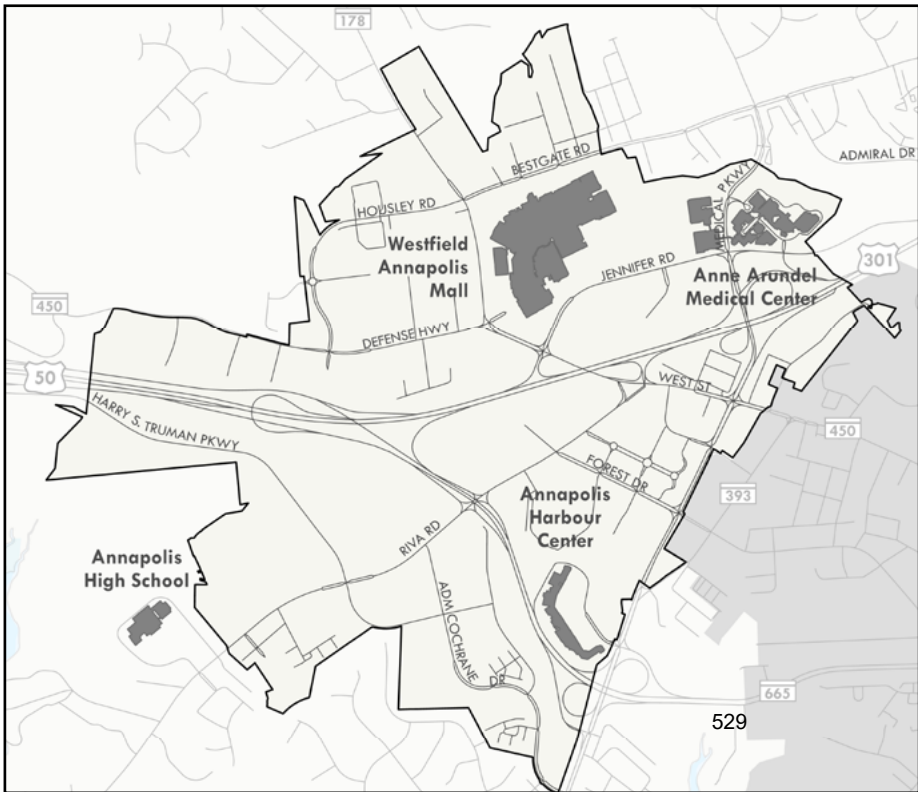 178
BESTGATE RD
ADMIRAL DR
MEDICAL PKWY
HOUSLEY RD
Westfield
Annapolis
Mall
JENNIFER RD
301
Anne Arundel
Medical Center
450
DEFENSE HWY
50
WEST ST
HARRY S. TRUMAN PKWY
450
FOREST DR
393
Annapolis
Harbour
Center
RIVA RD
Annapolis
High School
ADM COCHRANE
DR
665
529